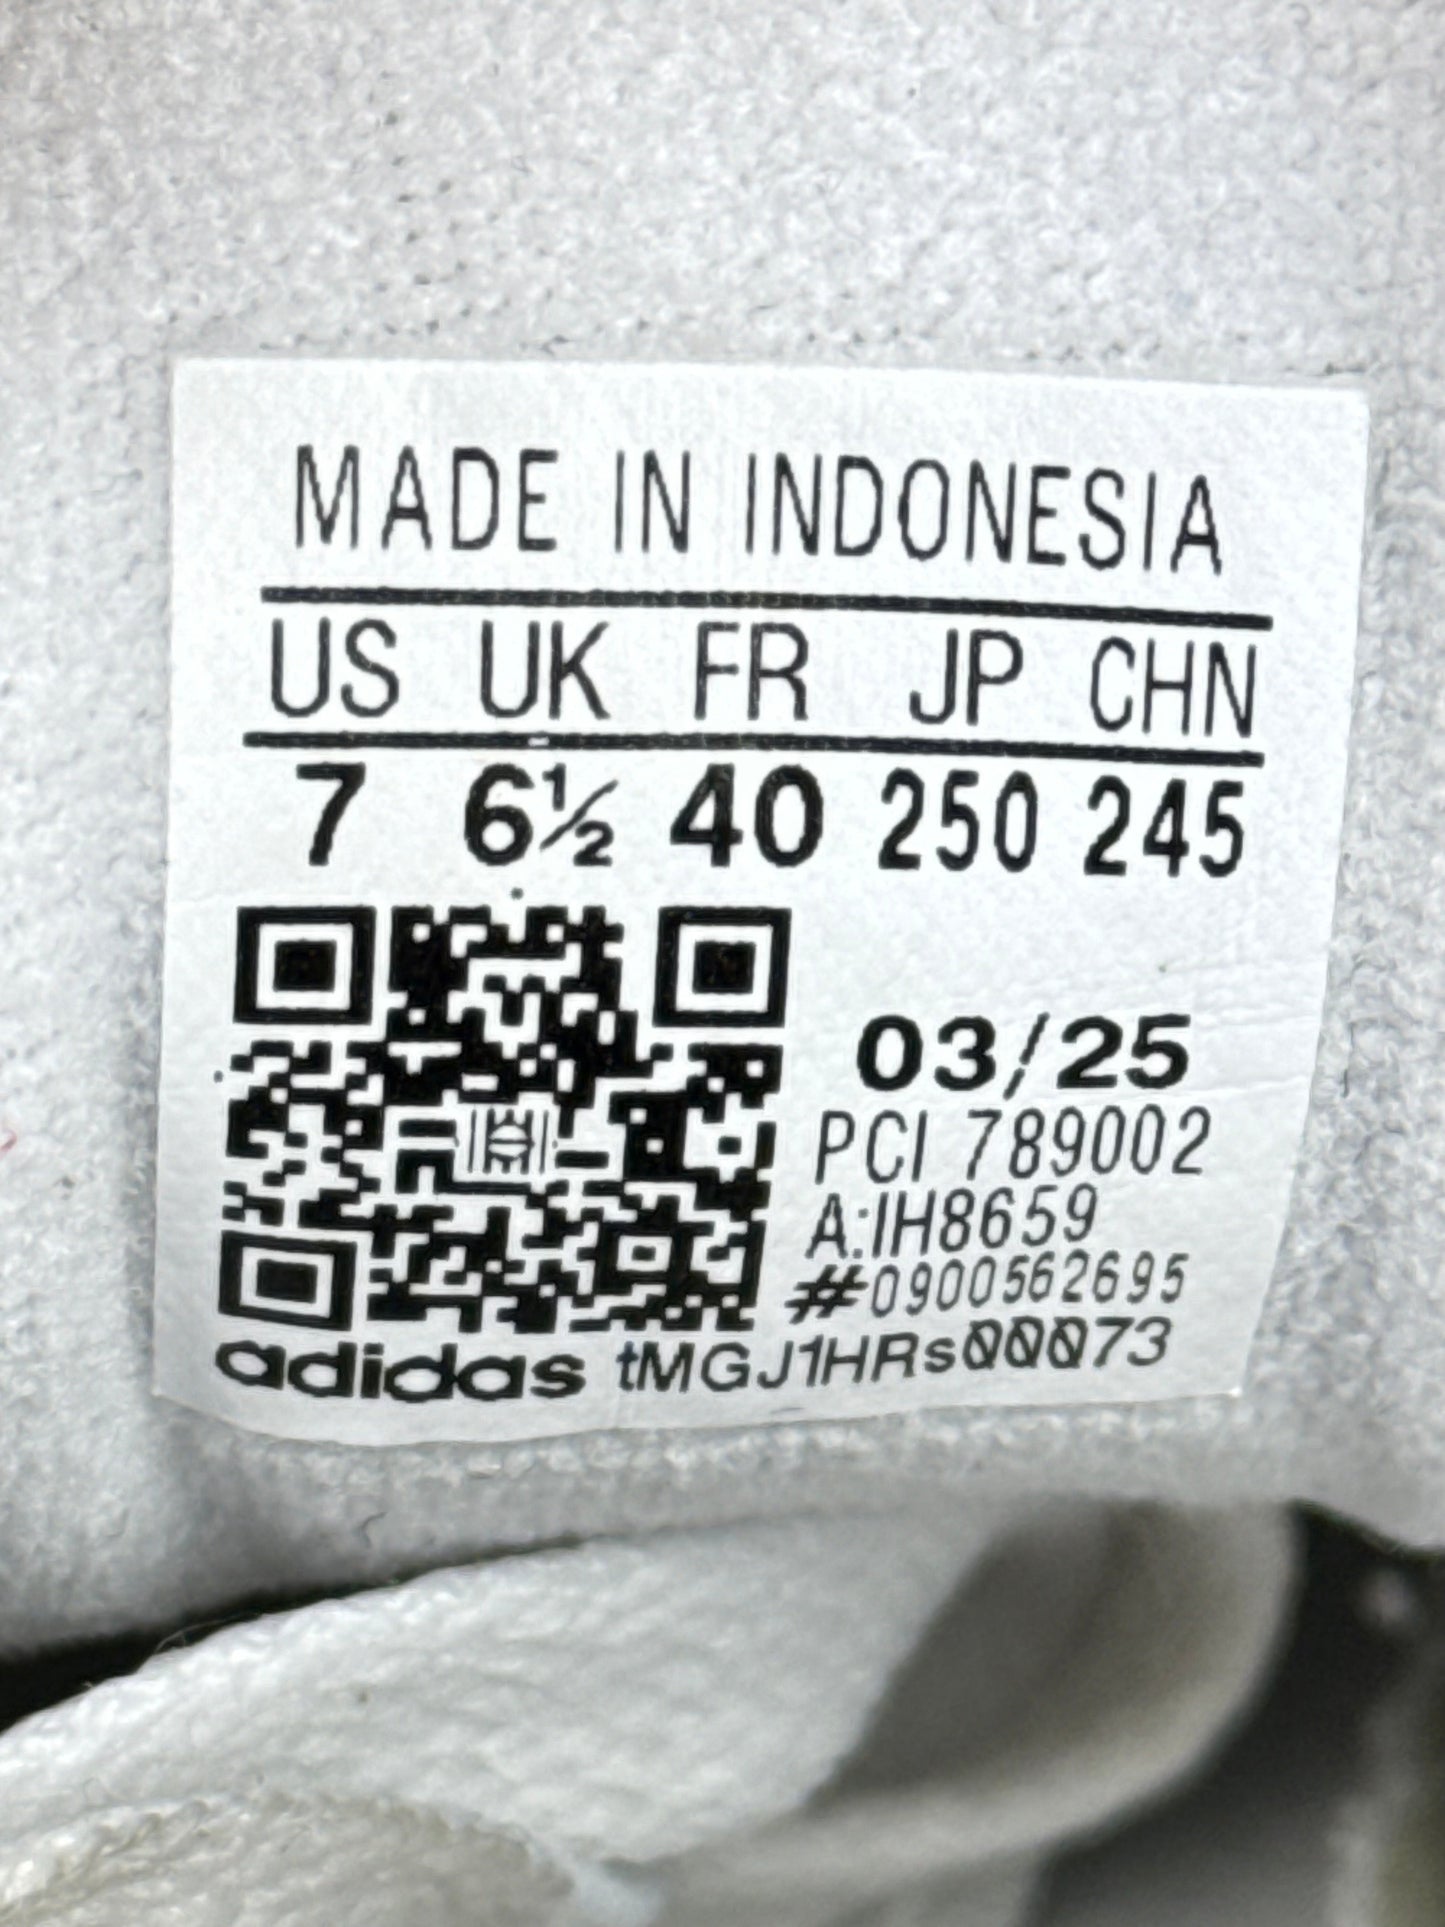 MADE IN INDONESIA
US UK FR JP CHN
7 6½ 40 250 245
03/25
PCI 789002
A:IH8659
#0900562695
adidas tMGJ1HRs00073